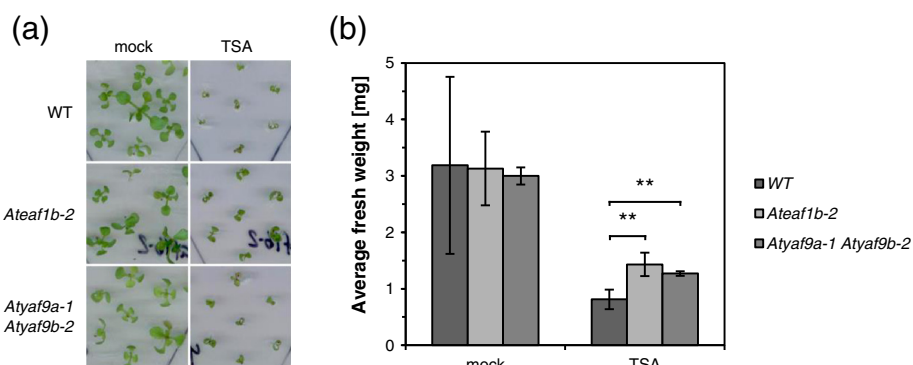 (a)
mock TSA
WT
Ateaf1b-2
Atyaf9a-1
Atyaf9b-2
(b)
Average fresh weight [mg]
5
4
3
2
1
0
**
**
mock TSA
WT
Ateaf1b-2
Atyaf9a-1 Atyaf9b-2